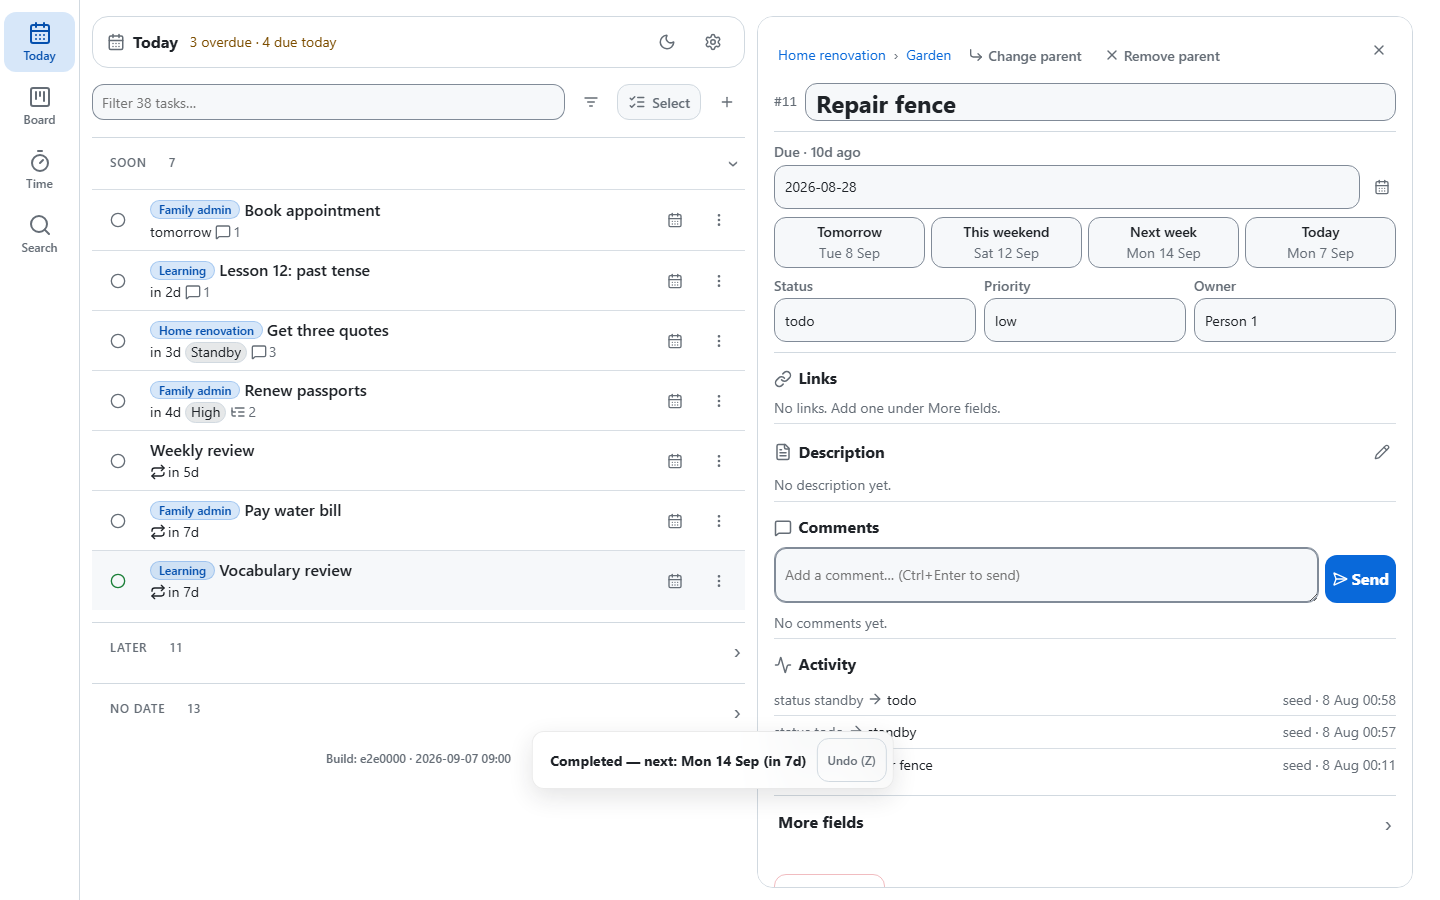 Today
Board
Time
Search
Today 3 overdue · 4 due today
Filter 38 tasks...
Select
SOON 7
Family admin Book appointment
tomorrow 1
Learning Lesson 12: past tense
in 2d 1
Home renovation Get three quotes
in 3d Standby 3
Family admin Renew passports
in 4d High 2
Weekly review
in 5d
Family admin Pay water bill
in 7d
Learning Vocabulary review
in 7d
LATER 11
NO DATE 13
Build: e2e0000 · 2026-09-07 09:00
Home renovation › Garden Change parent Remove parent
#11 Repair fence
Due · 10d ago
2026-08-28
Tomorrow
Tue 8 Sep
This weekend
Sat 12 Sep
Next week
Mon 14 Sep
Today
Mon 7 Sep
Status
todo
Priority
low
Owner
Person 1
Links
No links. Add one under More fields.
Description
No description yet.
Comments
Add a comment... (Ctrl+Enter to send)
Send
No comments yet.
Activity
status standby → todo seed · 8 Aug 00:58
status todo → standby seed · 8 Aug 00:57
fence seed · 8 Aug 00:11
Completed — next: Mon 14 Sep (in 7d) Undo (Z)
More fields